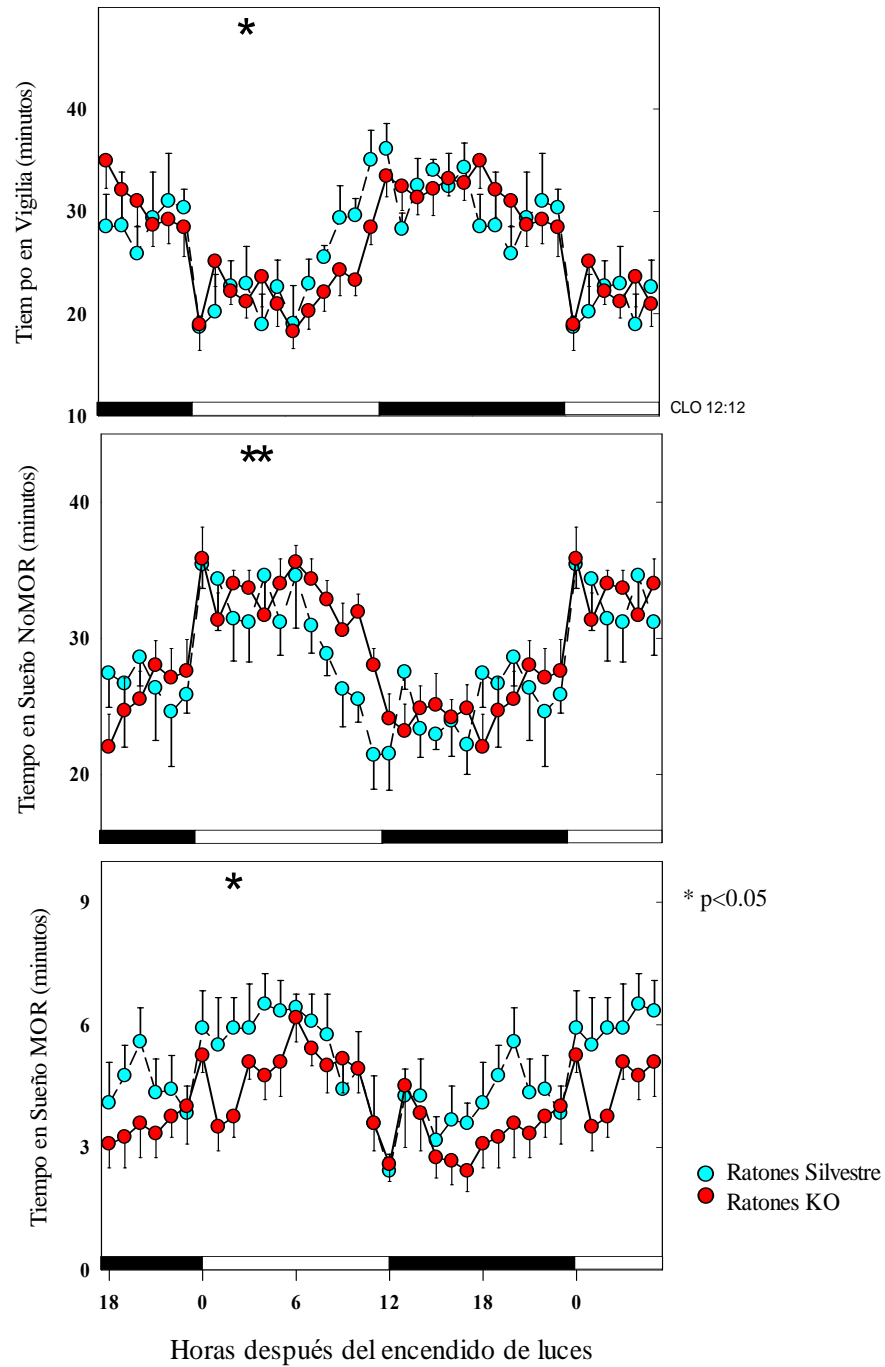 *
Tiem po en Vigilia (minutos)
40
30
20
10
CLO 12:12
**
Tiempo en Sueño NoMOR (minutos)
40
30
20
*
Tiempo en Sueño MOR (minutos)
9
6
3
0
* p<0.05
Ratones Silvestre
Ratones KO
18 0 6 12 18 0
Horas después del encendido de luces